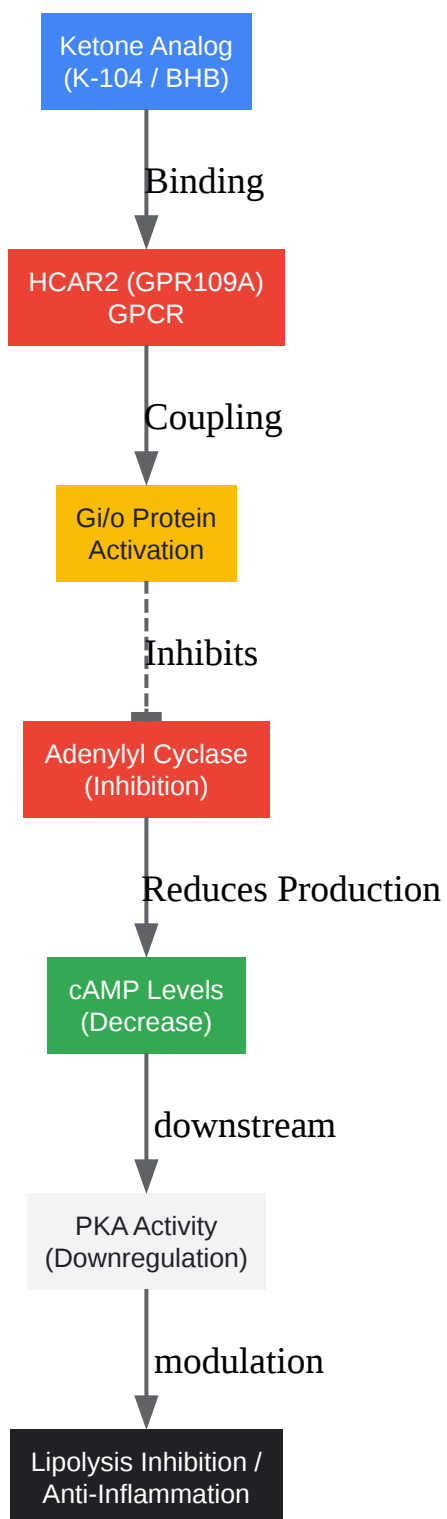 Ketone Analog
(K-104 / BHB)
Binding
HCAR2 (GPR109A)
GPCR
Coupling
Gi/o Protein
Activation
Inhibits
Adenylyl Cyclase
(Inhibition)
Reduces Production
cAMP Levels
(Decrease)
downstream
PKA Activity
(Downregulation)
modulation
Lipolysis Inhibition /
Anti-Inflammation